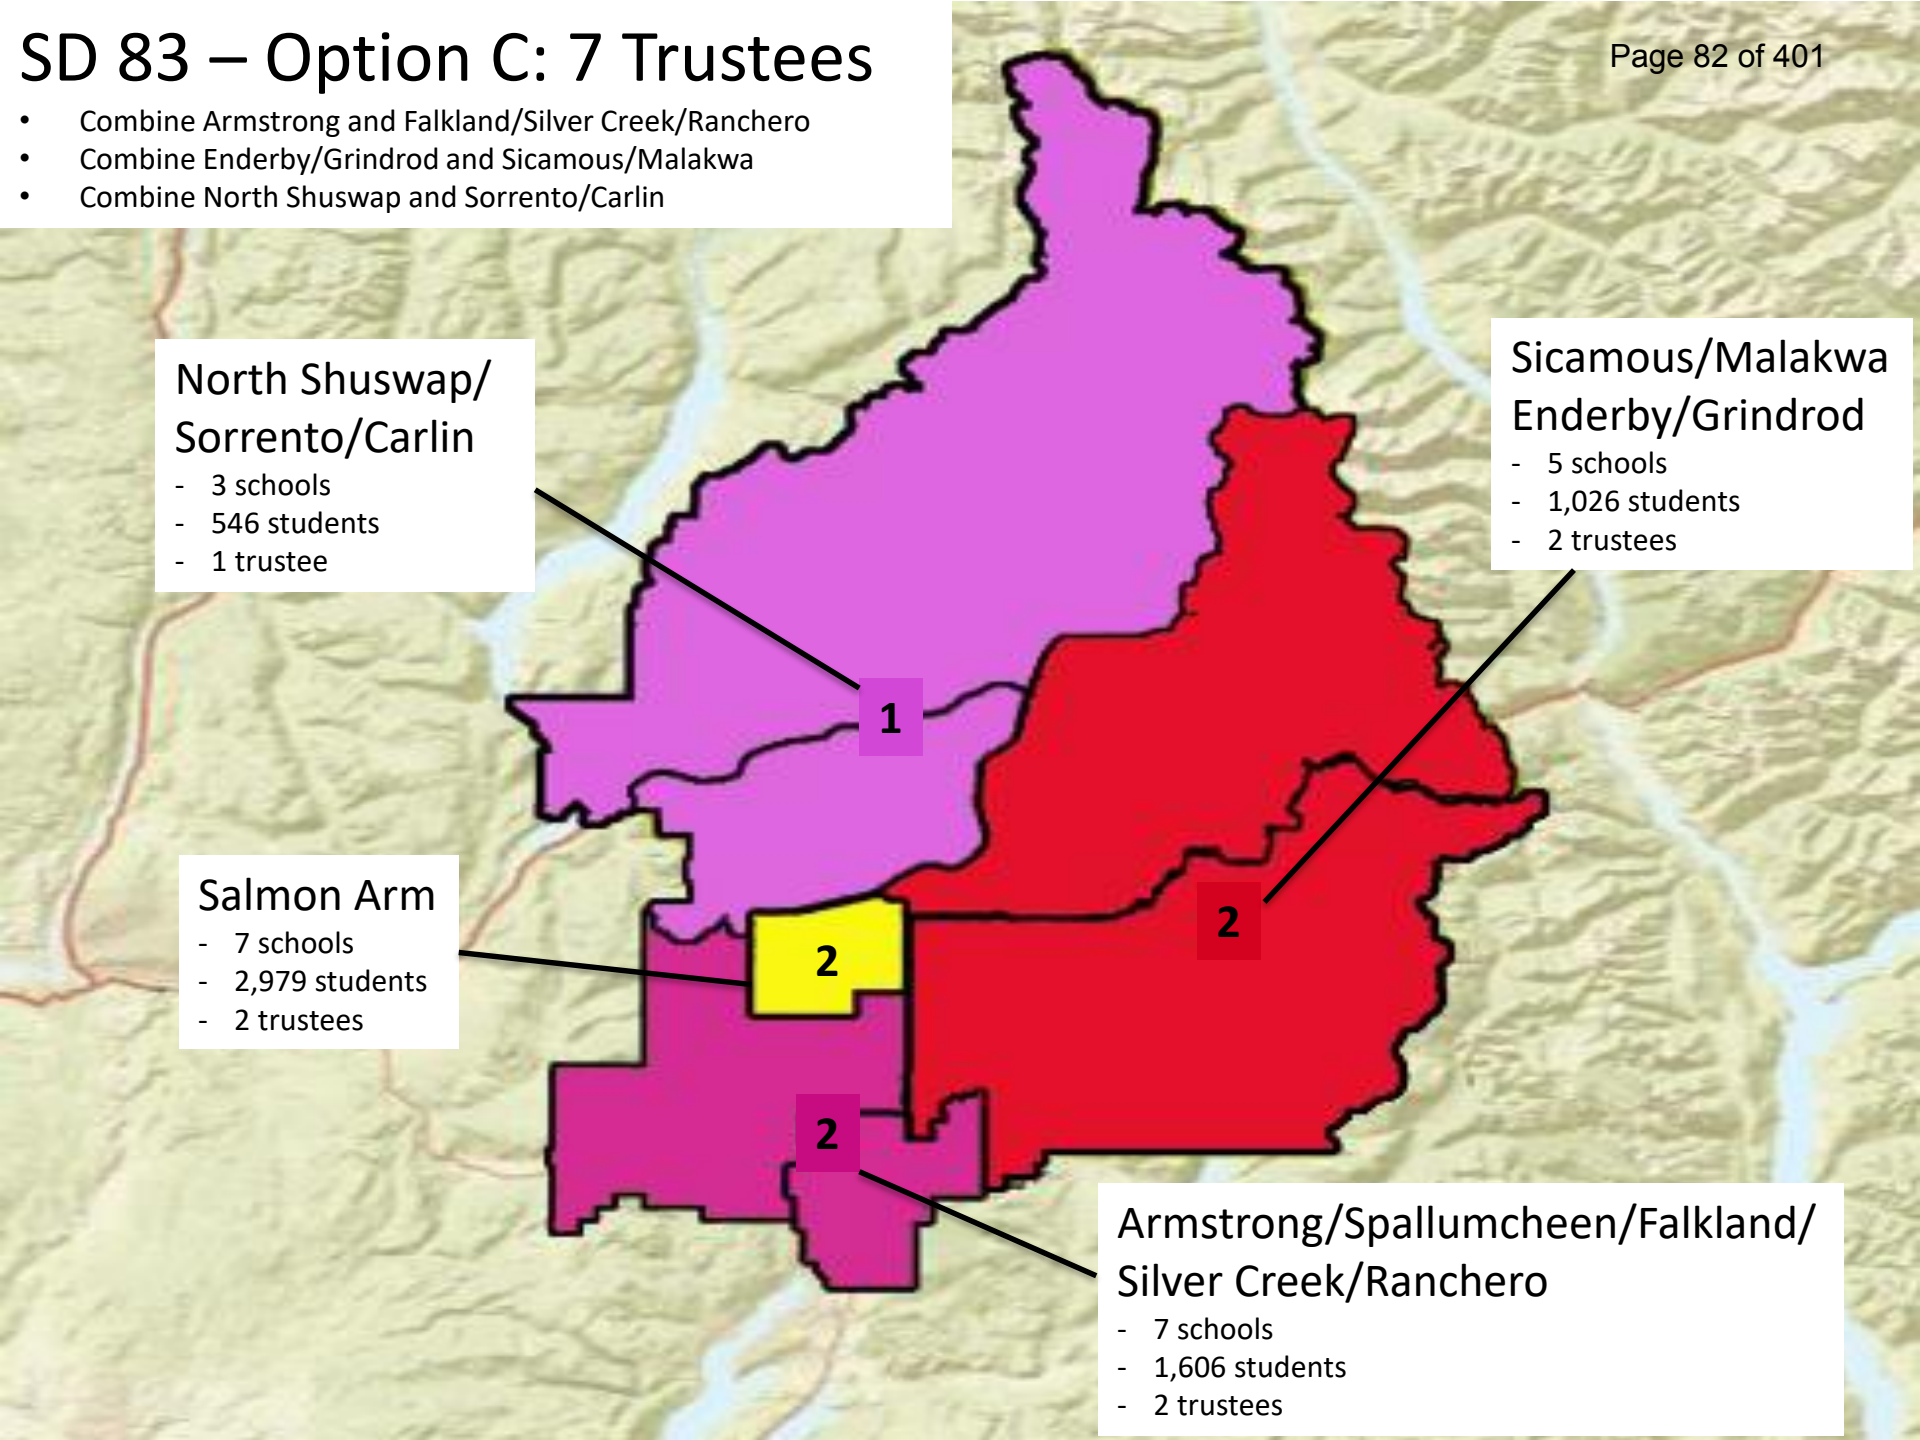 SD 83 – Option C: 7 Trustees
• Combine Armstrong and Falkland/Silver Creek/Ranchero
• Combine Enderby/Grindrod and Sicamous/Malakwa
• Combine North Shuswap and Sorrento/Carlin
Page 82 of 401
North Shuswap/
Sorrento/Carlin
- 3 schools
- 546 students
- 1 trustee
Sicamous/Malakwa
Enderby/Grindrod
- 5 schools
- 1,026 students
- 2 trustees
1
Salmon Arm
- 7 schools
- 2,979 students
- 2 trustees
2
2
2
Armstrong/Spallumcheen/Falkland/
Silver Creek/Ranchero
- 7 schools
- 1,606 students
- 2 trustees